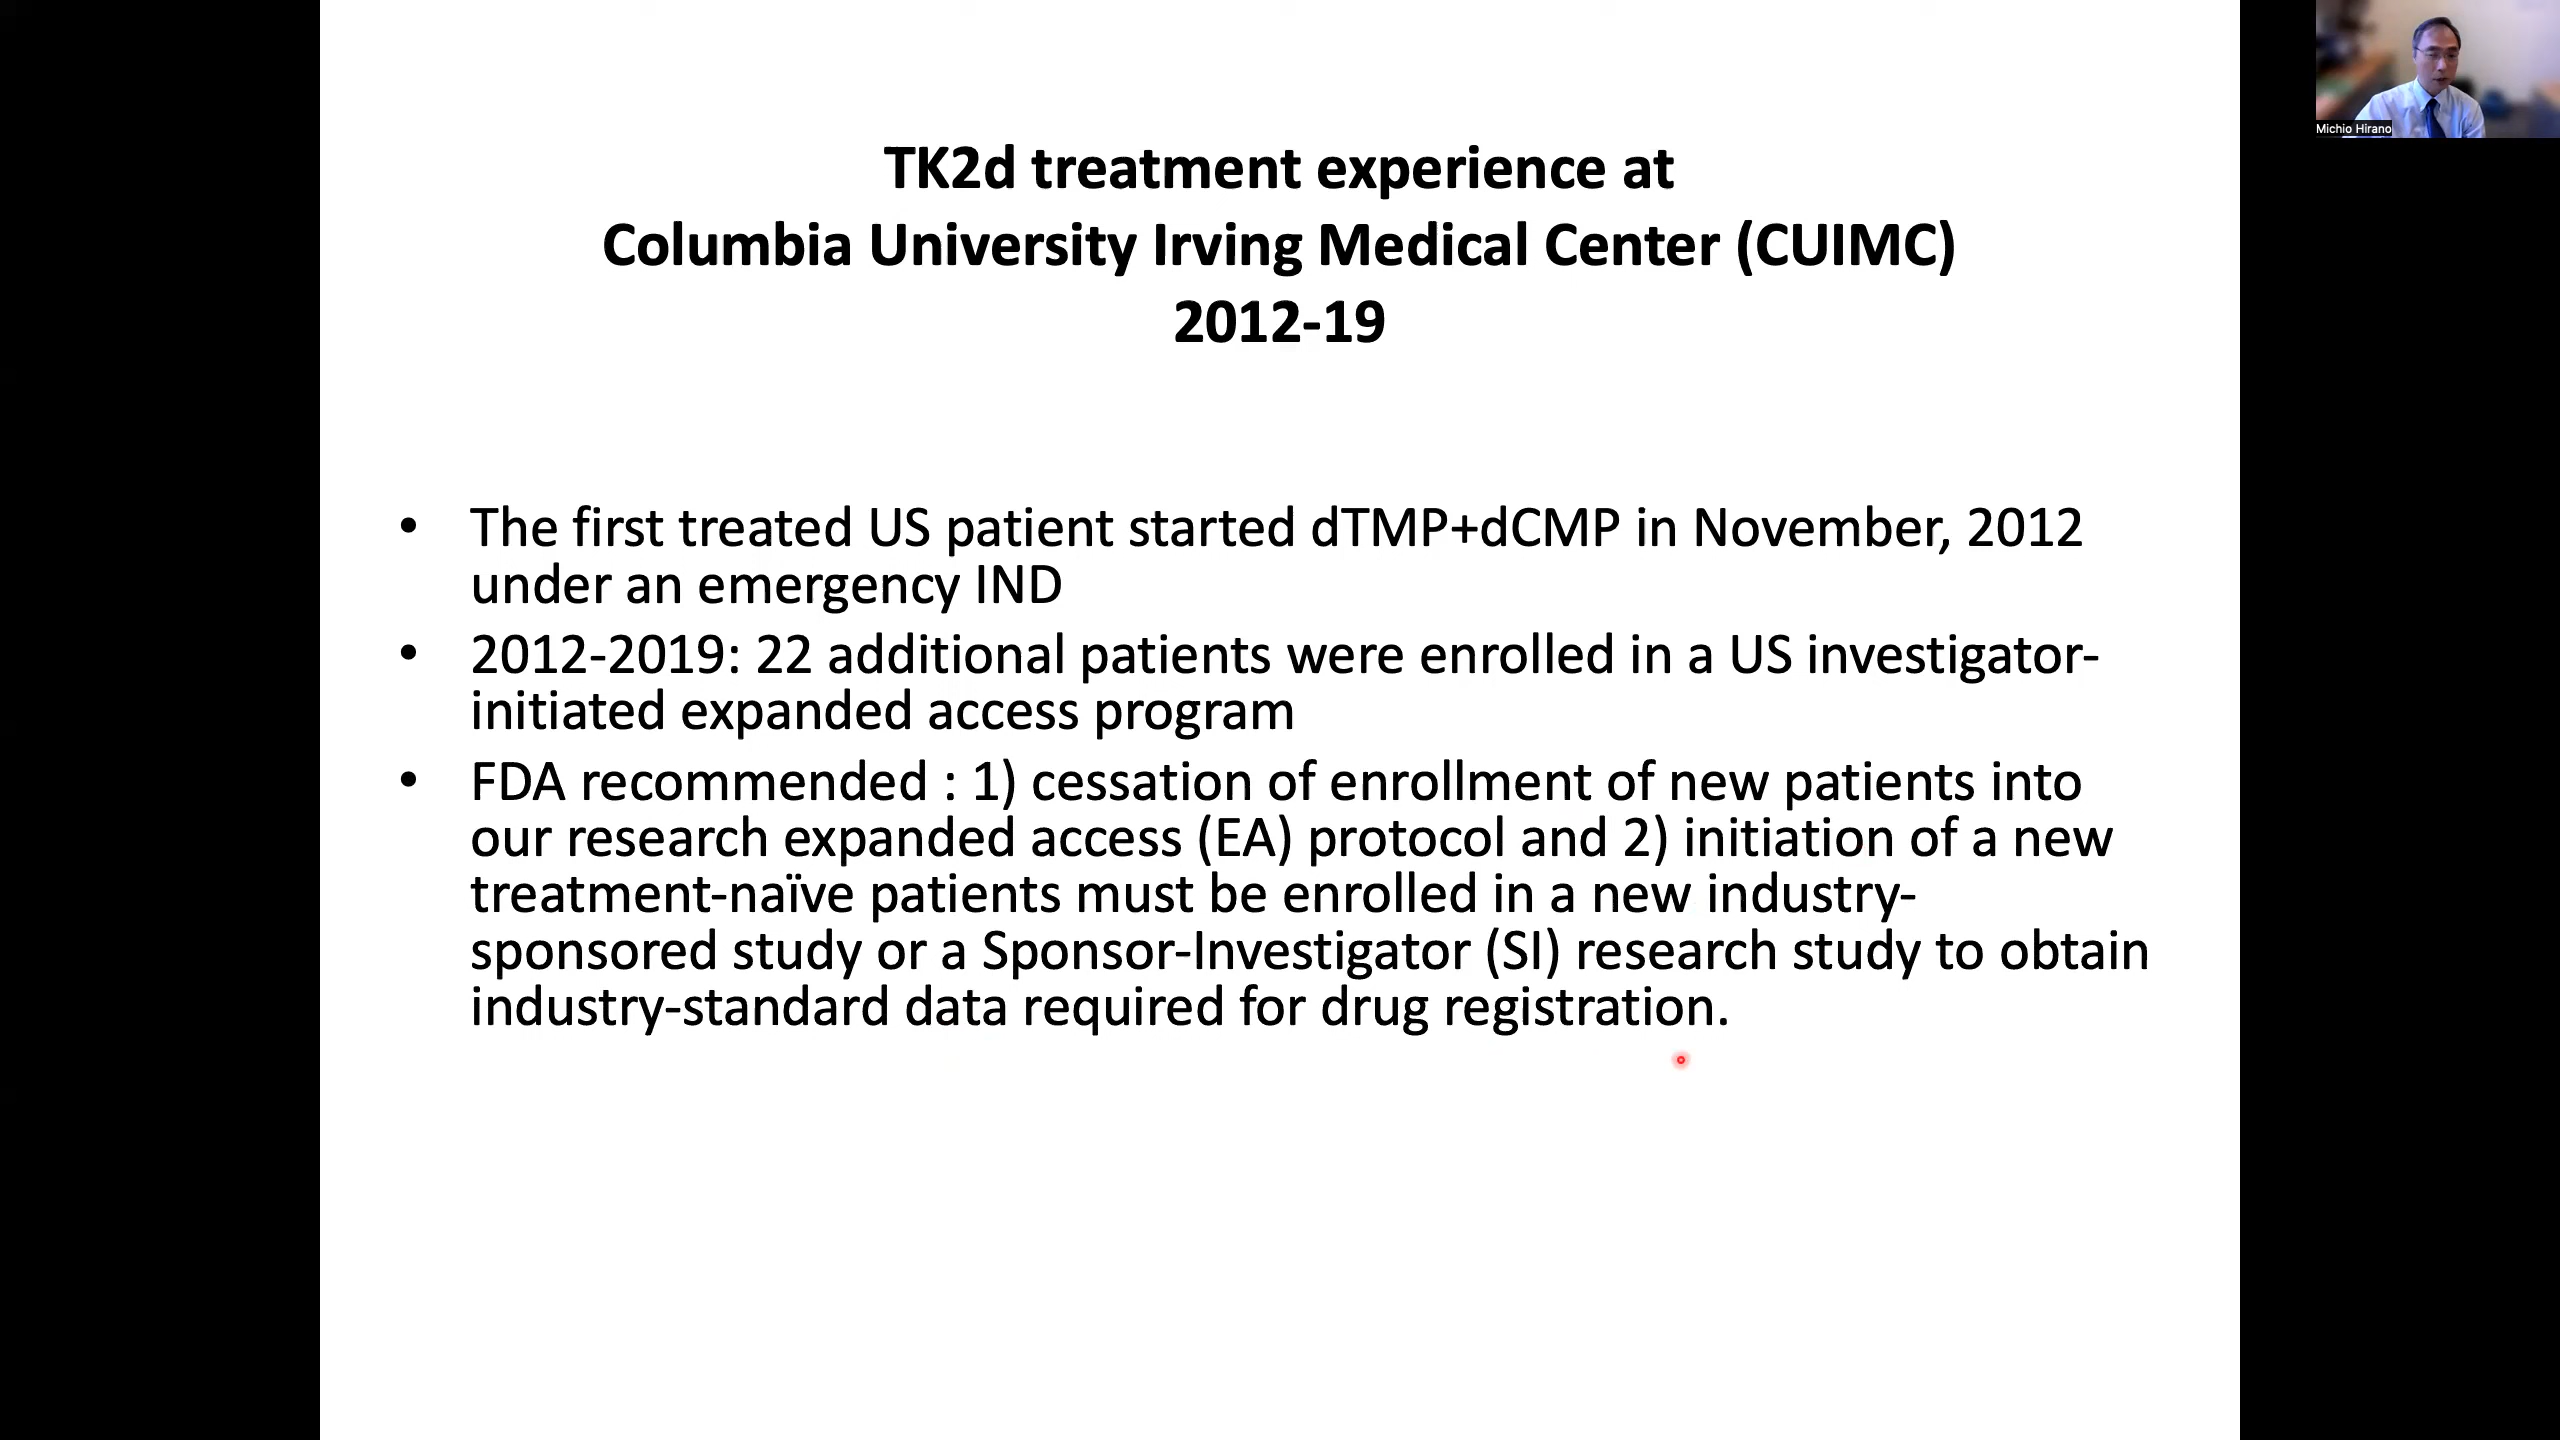 Michio Hirano
TK2d treatment experience at
Columbia University Irving Medical Center (CUIMC)
2012-19
• The first treated US patient started dTMP+dCMP in November, 2012
under an emergency IND
• 2012-2019: 22 additional patients were enrolled in a US investigator-
initiated expanded access program
• FDA recommended : 1) cessation of enrollment of new patients into
our research expanded access (EA) protocol and 2) initiation of a new
treatment-naïve patients must be enrolled in a new industry-
sponsored study or a Sponsor-Investigator (SI) research study to obtain
industry-standard data required for drug registration.